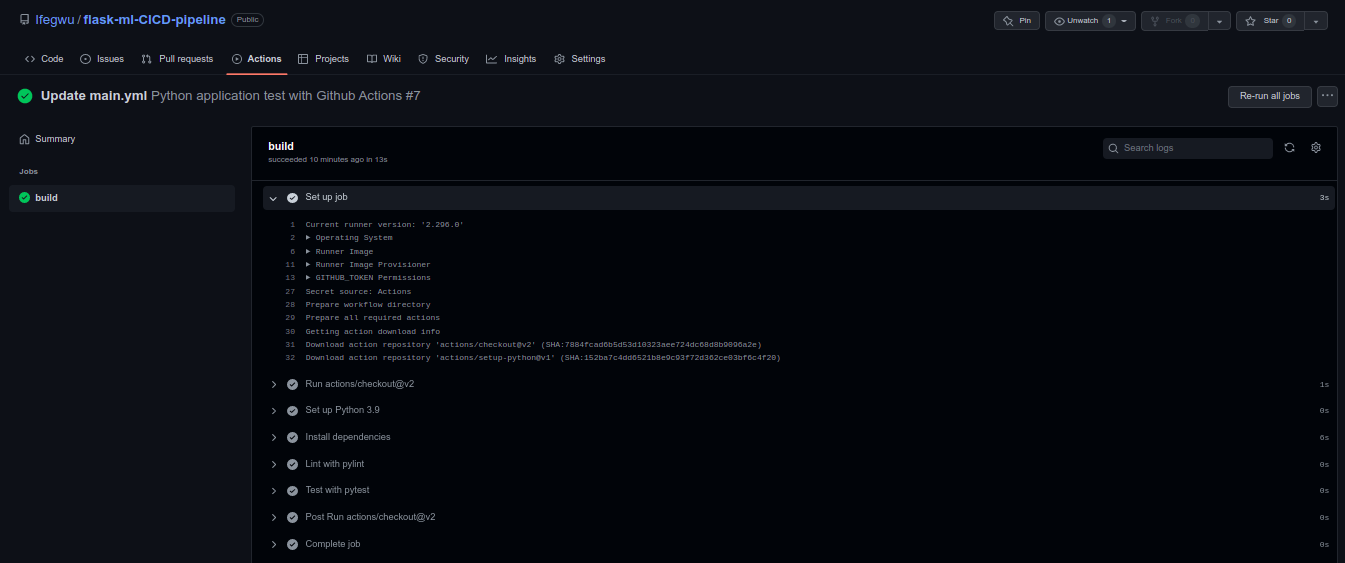 Ifegwu / flask-ml-CICD-pipeline Public
Pin
Unwatch 1
Fork 0
Star 0
Code
Issues
Pull requests
Actions
Projects
Wiki
Security
Insights
Settings
Update main.yml Python application test with Github Actions #7
Re-run all jobs
Summary
Jobs
build
build
succeeded 10 minutes ago in 13s
Search logs
Set up job 3s
1 Current runner version: '2.296.0'
2 Operating System
6 Runner Image
11 Runner Image Provisioner
13 GITHUB_TOKEN Permissions
27 Secret source: Actions
28 Prepare workflow directory
29 Prepare all required actions
30 Getting action download info
31 Download action repository 'actions/checkout@v2' (SHA:7884fcad6b5d53d10323aee724dc68d8b9096a2e)
32 Download action repository 'actions/setup-python@v1' (SHA:152ba7c4dd6521b8e9c93f72d362ce03bf6c4f20)
Run actions/checkout@v2 1s
Set up Python 3.9 0s
Install dependencies 6s
Lint with pylint 0s
Test with pytest 0s
Post Run actions/checkout@v2 0s
Complete job 0s